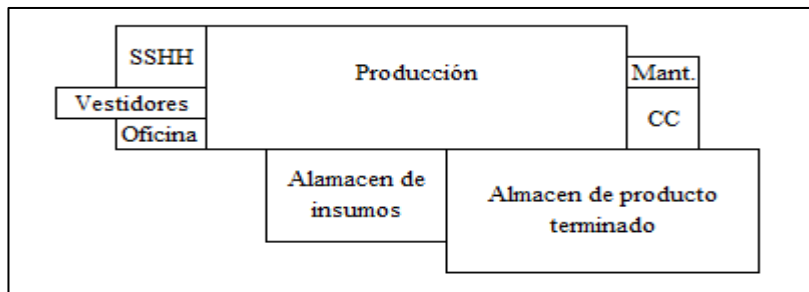 SSHH
Producción
Mant.
Vestidores
CC
Oficina
Alamacen de
insumos
Almacen de producto
terminado